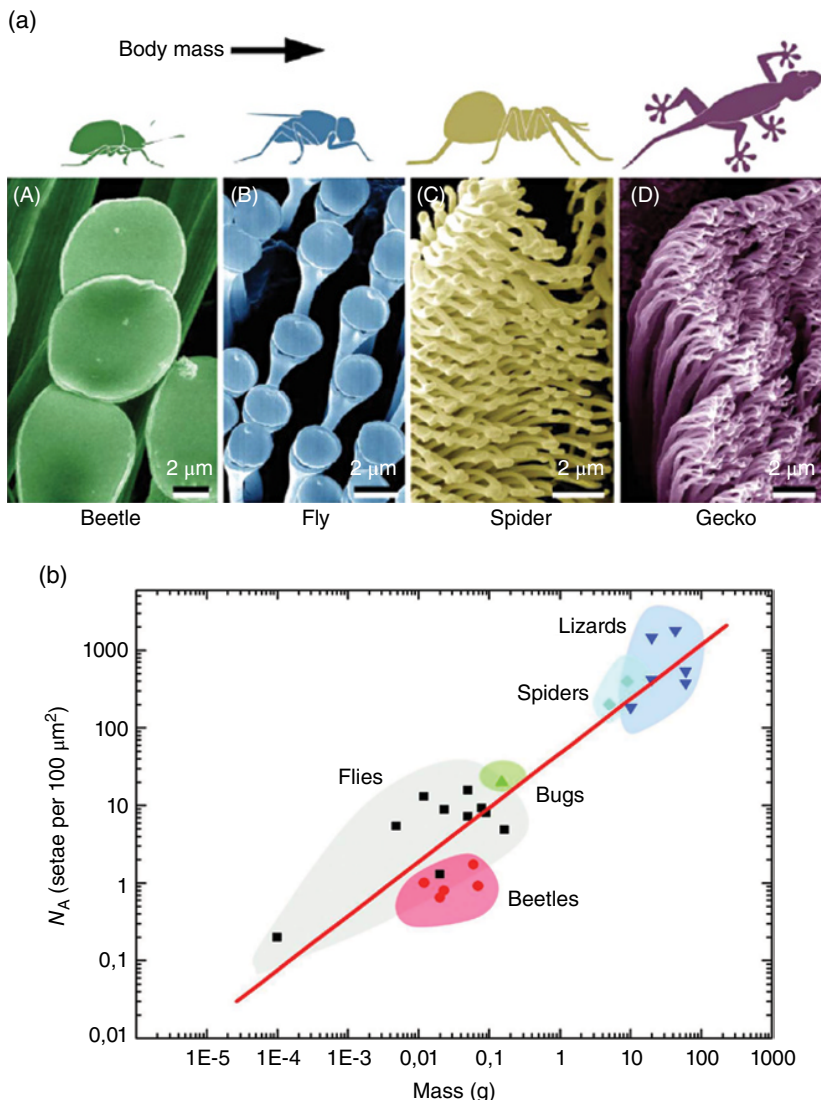 (a)
Body mass
(A) (B) (C) (D)
2 μm 2 μm 2 μm 2 μm
Beetle Fly Spider Gecko
(b)
N_A (setae per 100 μm²)
1000
100
10
1
0,1
0,01
Lizards
Spiders
Flies
Bugs
Beetles
1E-5 1E-4 1E-3 0,01 0,1 1 10 100 1000
Mass (g)